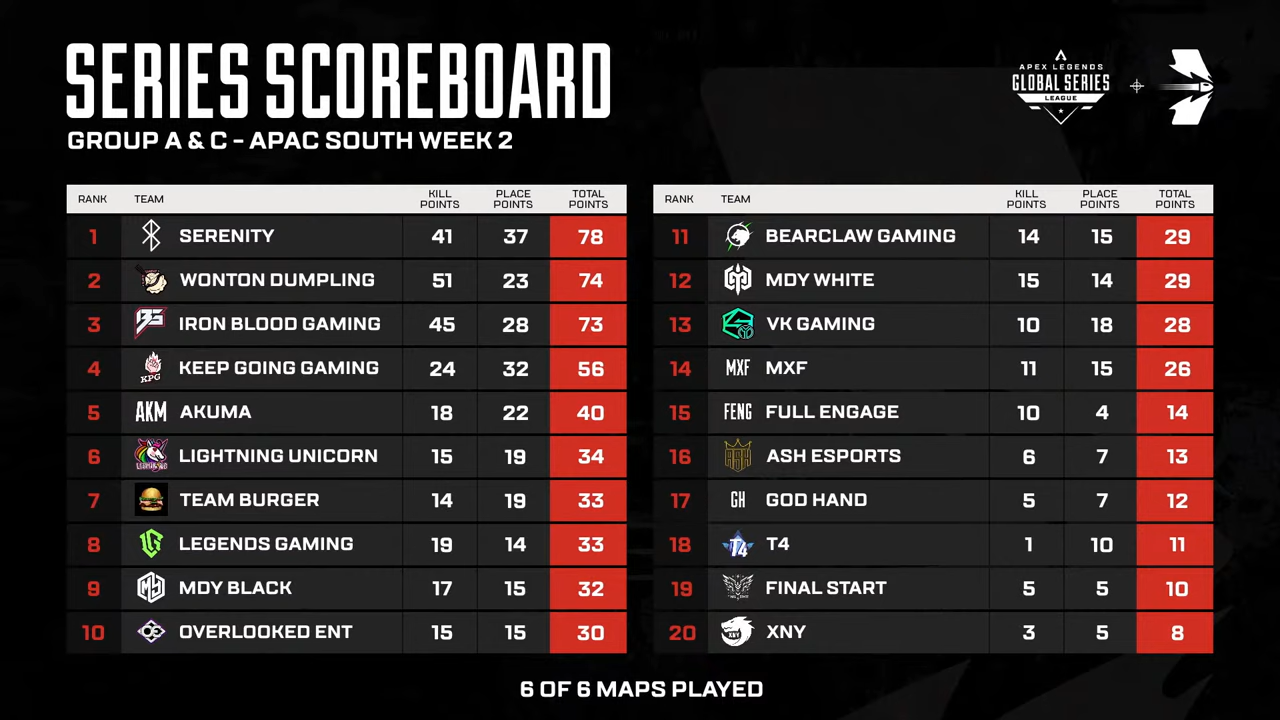 SERIES SCOREBOARD
GROUP A & C – APAC SOUTH WEEK 2
APEX LEGENDS
GLOBAL SERIES
LEAGUE
RANK TEAM KILL POINTS PLACE POINTS TOTAL POINTS
1 SERENITY 41 37 78
2 WONTON DUMPLING 51 23 74
3 IRON BLOOD GAMING 45 28 73
4 KPG KEEP GOING GAMING 24 32 56
5 AKM AKUMA 18 22 40
6 LIGHTNING UNICORN 15 19 34
7 TEAM BURGER 14 19 33
8 LG LEGENDS GAMING 19 14 33
9 MDY BLACK 17 15 32
10 OE OVERLOOKED ENT 15 15 30
RANK TEAM KILL POINTS PLACE POINTS TOTAL POINTS
11 BEARCLAW GAMING 14 15 29
12 MDY WHITE 15 14 29
13 VK GAMING 10 18 28
14 MXF MXF 11 15 26
15 FENG FULL ENGAGE 10 4 14
16 ASH ASH ESPORTS 6 7 13
17 GH GOD HAND 5 7 12
18 T4 T4 1 10 11
19 FINAL START 5 5 10
20 XNY XNY 3 5 8
6 OF 6 MAPS PLAYED